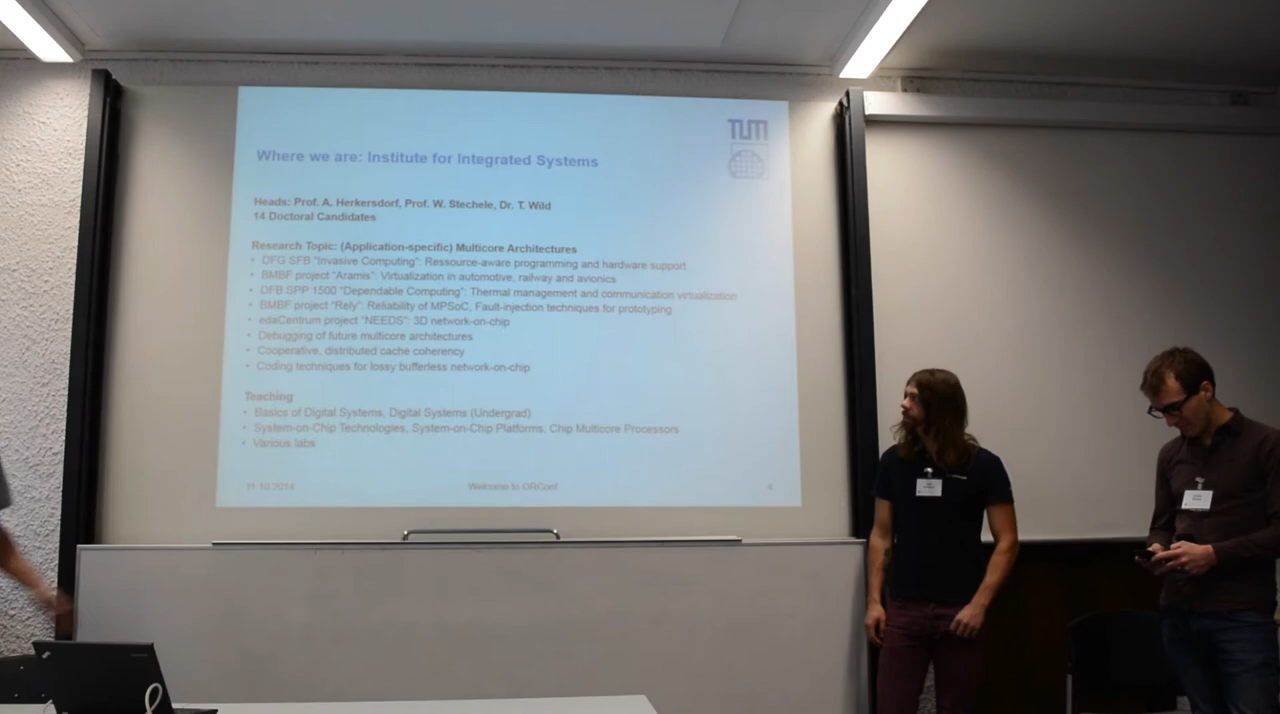 TUM
Where we are: Institute for Integrated Systems
Heads: Prof. A. Herkersdorf, Prof. W. Stechele, Dr. T. Wild
14 Doctoral Candidates
Research Topic: (Application-specific) Multicore Architectures
• DFG SFB "Invasive Computing": Ressource-aware programming and hardware support
• BMBF project "Aramis": Virtualization in automotive, railway and avionics
• DFB SPP 1500 "Dependable Computing": Thermal management and communication virtualization
• BMBF project "Rely": Reliability of MPSoC, Fault-injection techniques for prototyping
• edaCentrum project "NEEDS": 3D network-on-chip
• Debugging of future multicore architectures
• Cooperative, distributed cache coherency
• Coding techniques for lossy bufferless network-on-chip
Teaching
• Basics of Digital Systems, Digital Systems (Undergrad)
• System-on-Chip Technologies, System-on-Chip Platforms, Chip Multicore Processors
• Various labs
11.10.2014 Welcome to ORConf 4